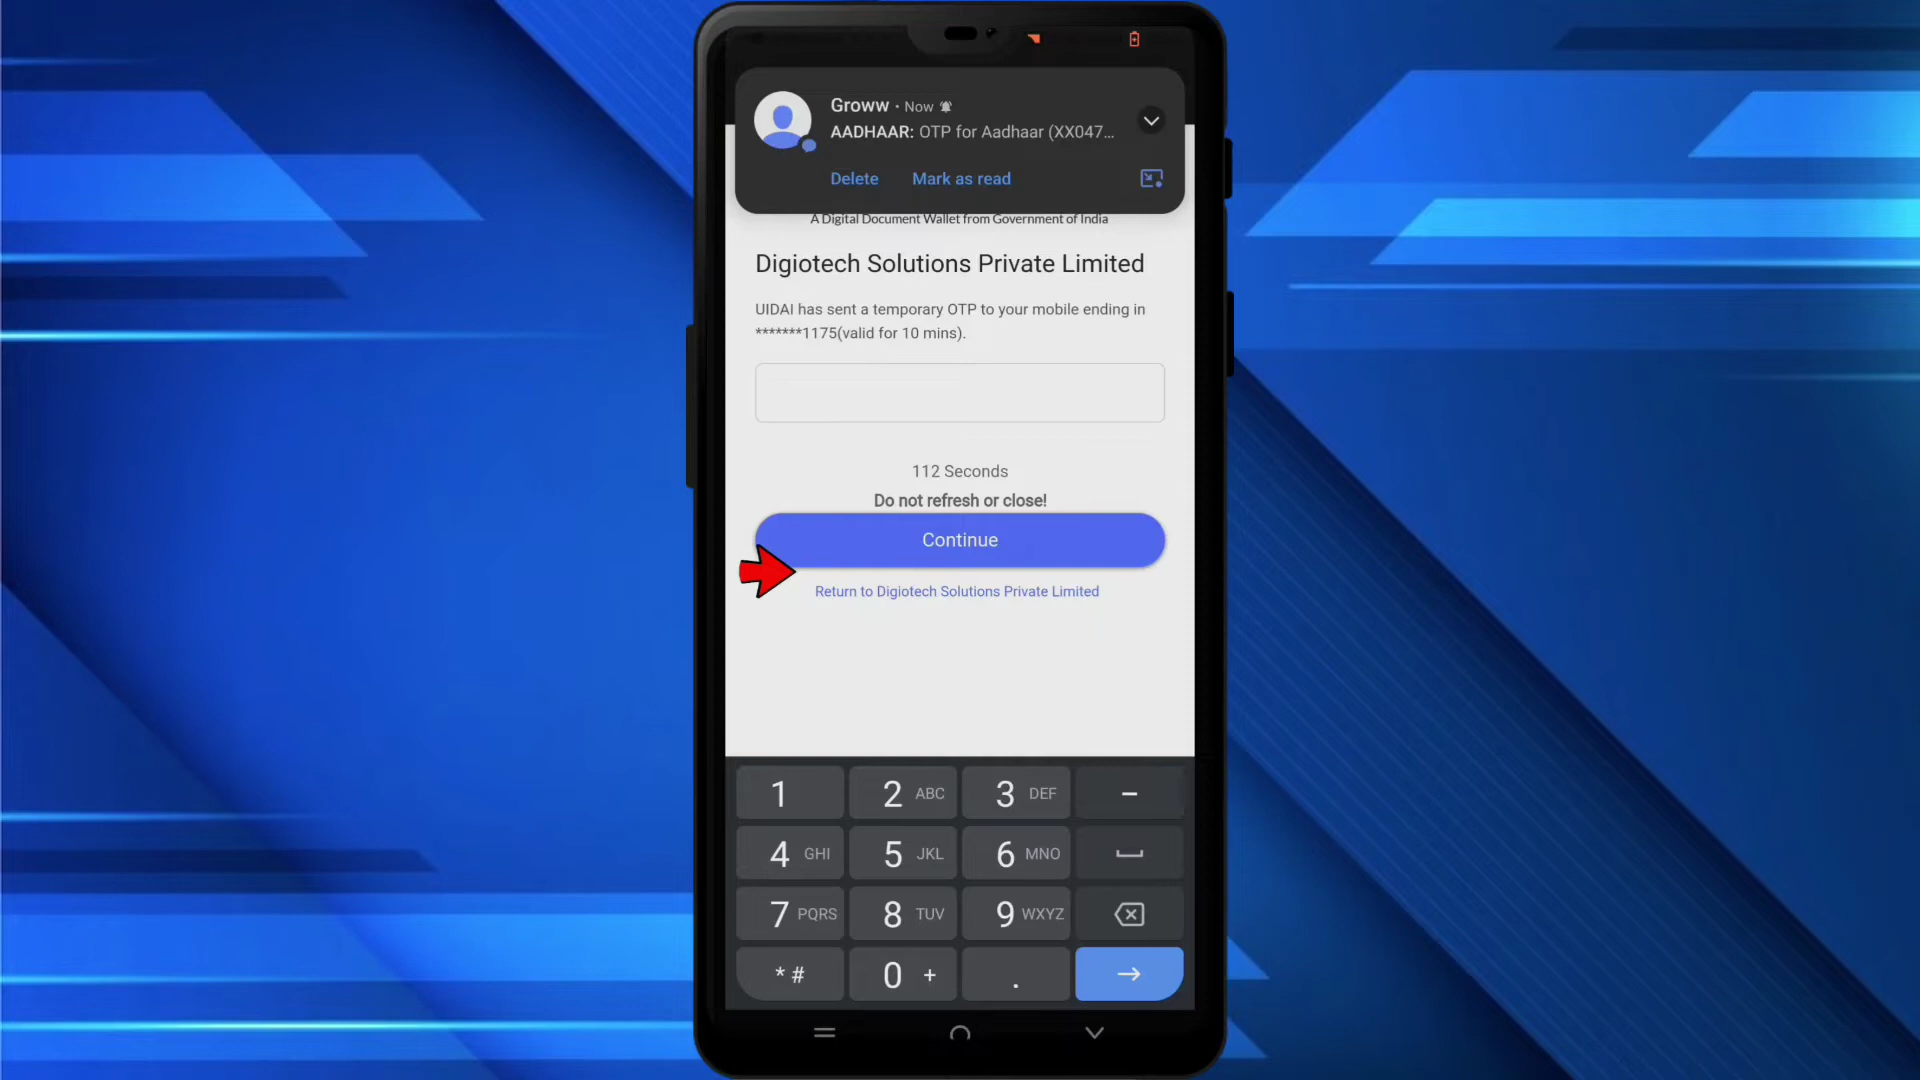 Groww • Now
AADHAAR: OTP for Aadhaar (XX047...
Delete Mark as read
A Digital Document Wallet from Government of India
Digiotech Solutions Private Limited
UIDAI has sent a temporary OTP to your mobile ending in
*******1175(valid for 10 mins).
112 Seconds
Do not refresh or close!
Continue
Return to Digiotech Solutions Private Limited
1 2 ABC 3 DEF -
4 GHI 5 JKL 6 MNO
7 PQRS 8 TUV 9 WXYZ
* # 0 + .